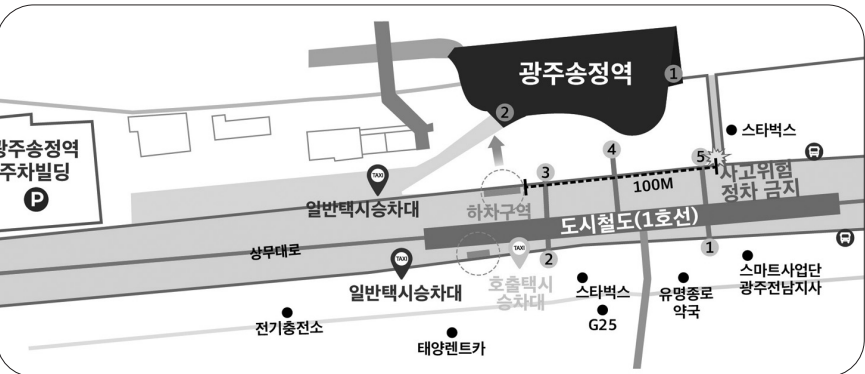 광주송정역
1
2
스타벅스
광주송정역
주차빌딩
P
TAXI
일반택시승차대
하차구역
3
4
5
100M
사고위험
정차 금지
도시철도(1호선)
상무대로
TAXI
일반택시승차대
2
TAXI
호출택시
승차대
1
스타벅스
G25
유명종로
약국
스마트사업단
광주전남지사
전기충전소
태양렌트카